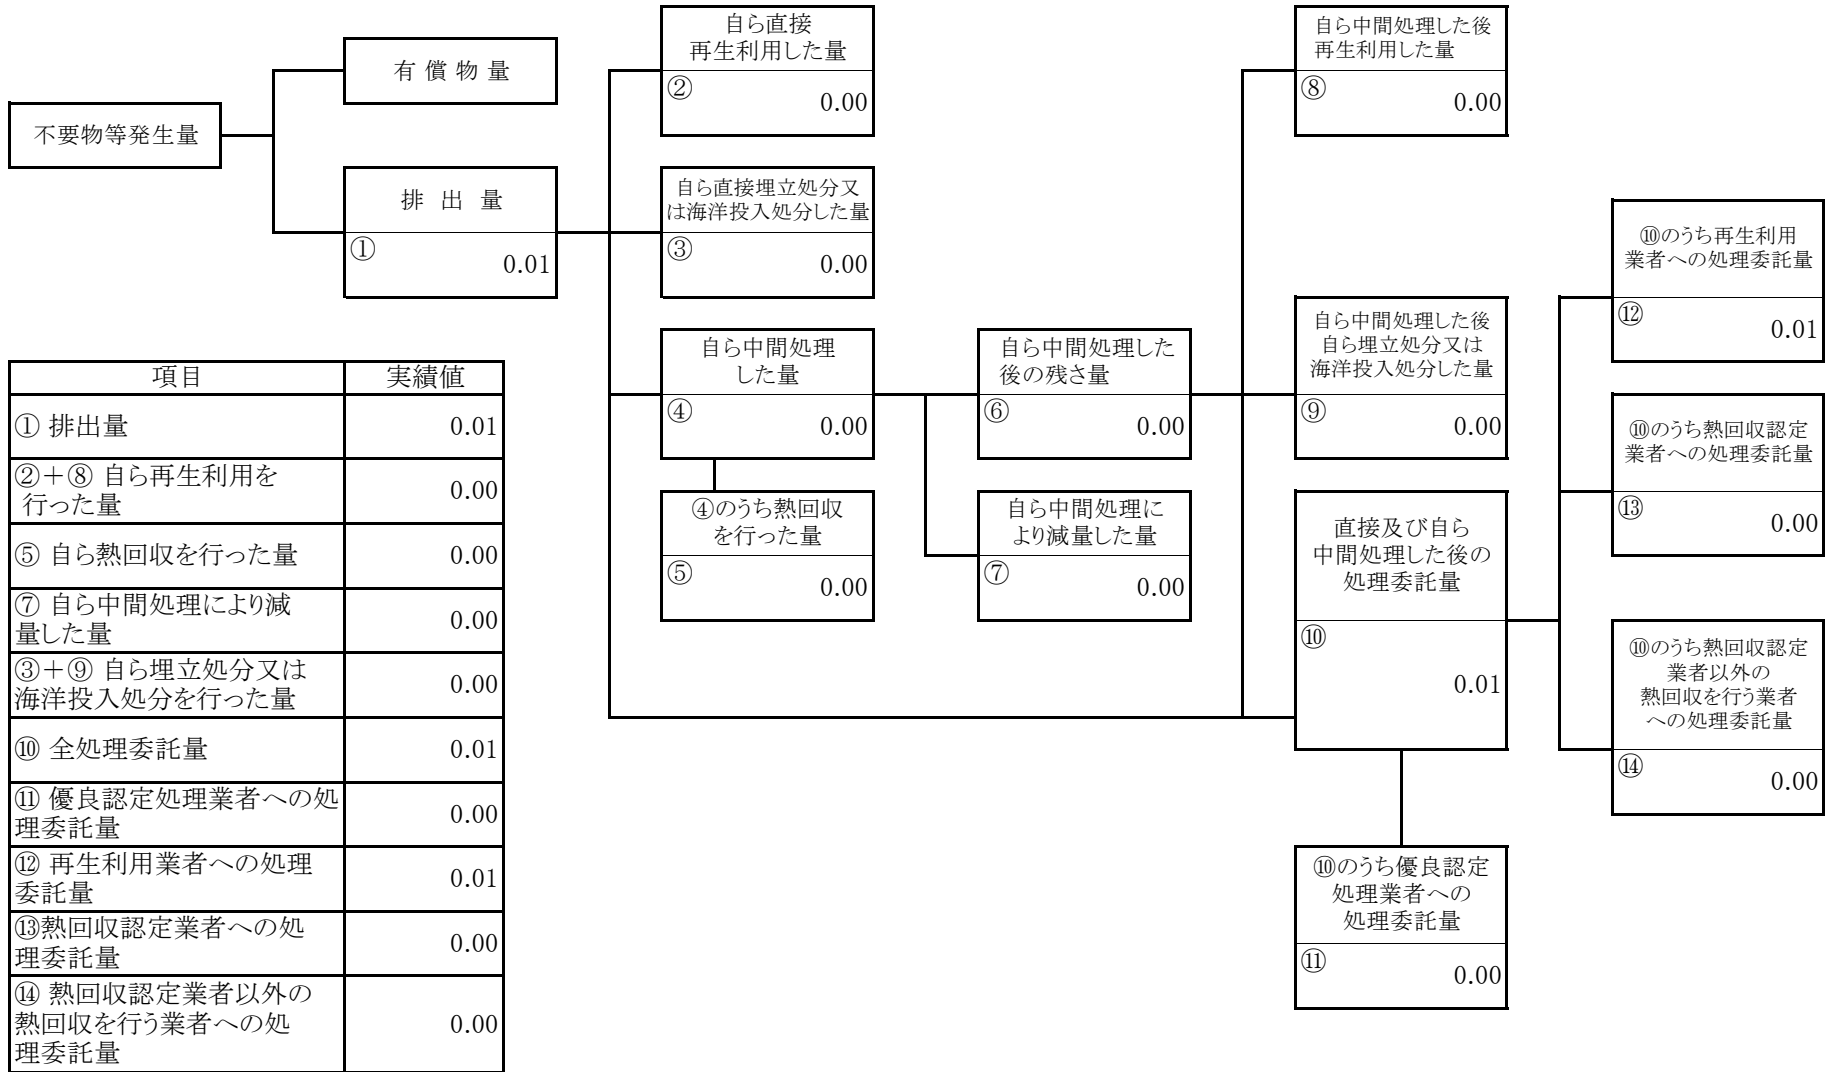 不要物等発生量
有 償 物 量
排 出 量
①
0.01
自ら直接
再生利用した量
②
0.00
自ら直接埋立処分又
は海洋投入処分した量
③
0.00
自ら中間処理
した量
④
0.00
④のうち熱回収
を行った量
⑤
0.00
自ら中間処理した
後の残さ量
⑥
0.00
自ら中間処理に
より減量した量
⑦
0.00
自ら中間処理した後
再生利用した量
⑧
0.00
自ら中間処理した後
自ら埋立処分又は
海洋投入処分した量
⑨
0.00
直接及び自ら
中間処理した後の
処理委託量
⑩
0.01
⑩のうち優良認定
処理業者への
処理委託量
⑪
0.00
⑩のうち再生利用
業者への処理委託量
⑫
0.01
⑩のうち熱回収認定
業者への処理委託量
⑬
0.00
⑩のうち熱回収認定
業者以外の
熱回収を行う業者
への処理委託量
⑭
0.00
項目 実績値
① 排出量 0.01
②＋⑧ 自ら再生利用を
行った量 0.00
⑤ 自ら熱回収を行った量 0.00
⑦ 自ら中間処理により減
量した量 0.00
③＋⑨ 自ら埋立処分又は
海洋投入処分を行った量 0.00
⑩ 全処理委託量 0.01
⑪ 優良認定処理業者への処
理委託量 0.00
⑫ 再生利用業者への処理
委託量 0.01
⑬熱回収認定業者への処
理委託量 0.00
⑭ 熱回収認定業者以外の
熱回収を行う業者への処
理委託量 0.00